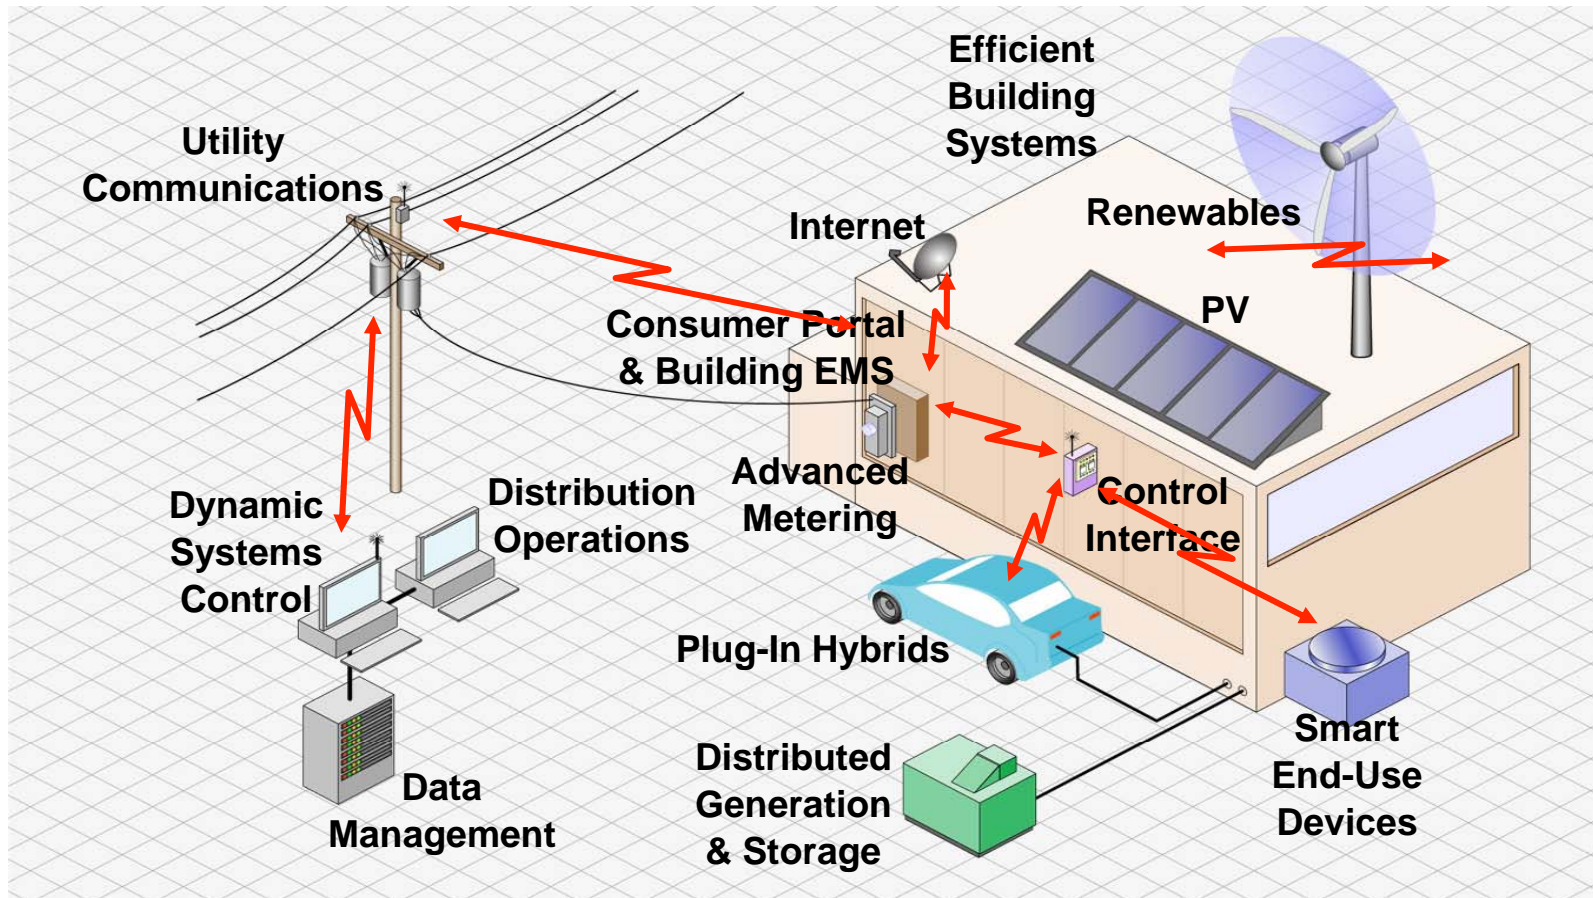 Efficient
Building
Systems
Utility
Communications
Internet
Renewables
PV
Consumer Portal
& Building EMS
Advanced
Metering
Control
Interface
Dynamic
Systems
Control
Distribution
Operations
Plug-In Hybrids
Data
Management
Distributed
Generation
& Storage
Smart
End-Use
Devices